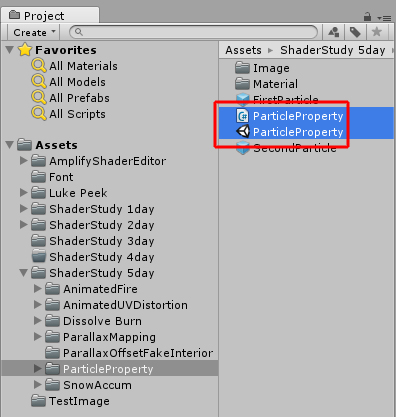 Project
Create
Favorites
All Materials
All Models
All Prefabs
All Scripts
Assets
AmplifyShaderEditor
Font
Luke Peek
ShaderStudy 1day
ShaderStudy 2day
ShaderStudy 3day
ShaderStudy 4day
ShaderStudy 5day
AnimatedFire
AnimatedUVDistortion
Dissolve Burn
ParallaxMapping
ParallaxOffsetFakeInterior
ParticleProperty
SnowAccum
TestImage
Assets ShaderStudy 5day
Image
Material
FirstParticle
C# ParticleProperty
ParticleProperty
SecondParticle